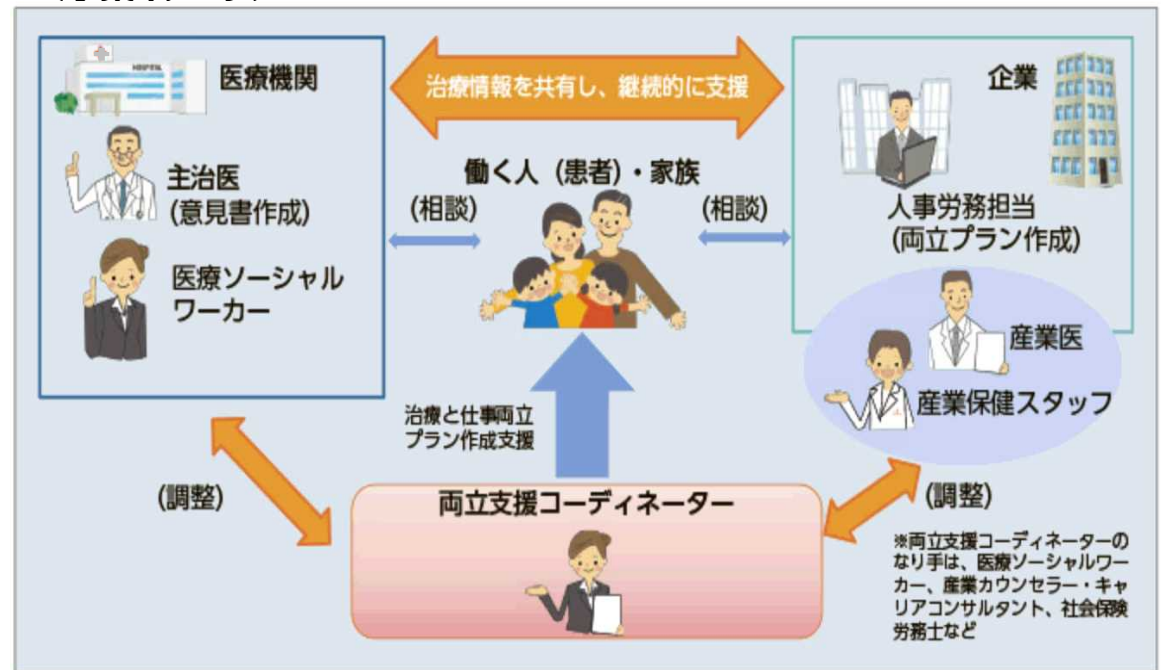 HOSPITAL
医療機関
治療情報を共有し、継続的に支援
企業
主治医
(意見書作成)
働く人（患者）・家族
(相談)
(相談)
人事労務担当
(両立プラン作成)
医療ソーシャル
ワーカー
産業医
産業保健スタッフ
治療と仕事両立
プラン作成支援
(調整)
両立支援コーディネーター
(調整)
※両立支援コーディネーターの
なり手は、医療ソーシャルワー
カー、産業カウンセラー・キャ
リアコンサルタント、社会保険
労務士など